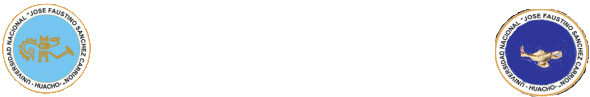 UNIVERSIDAD NACIONAL "JOSE FAUSTINO SANCHEZ CARRION" - HUACHO -
UNIVERSIDAD NACIONAL "JOSE FAUSTINO SANCHEZ CARRION" - HUACHO -